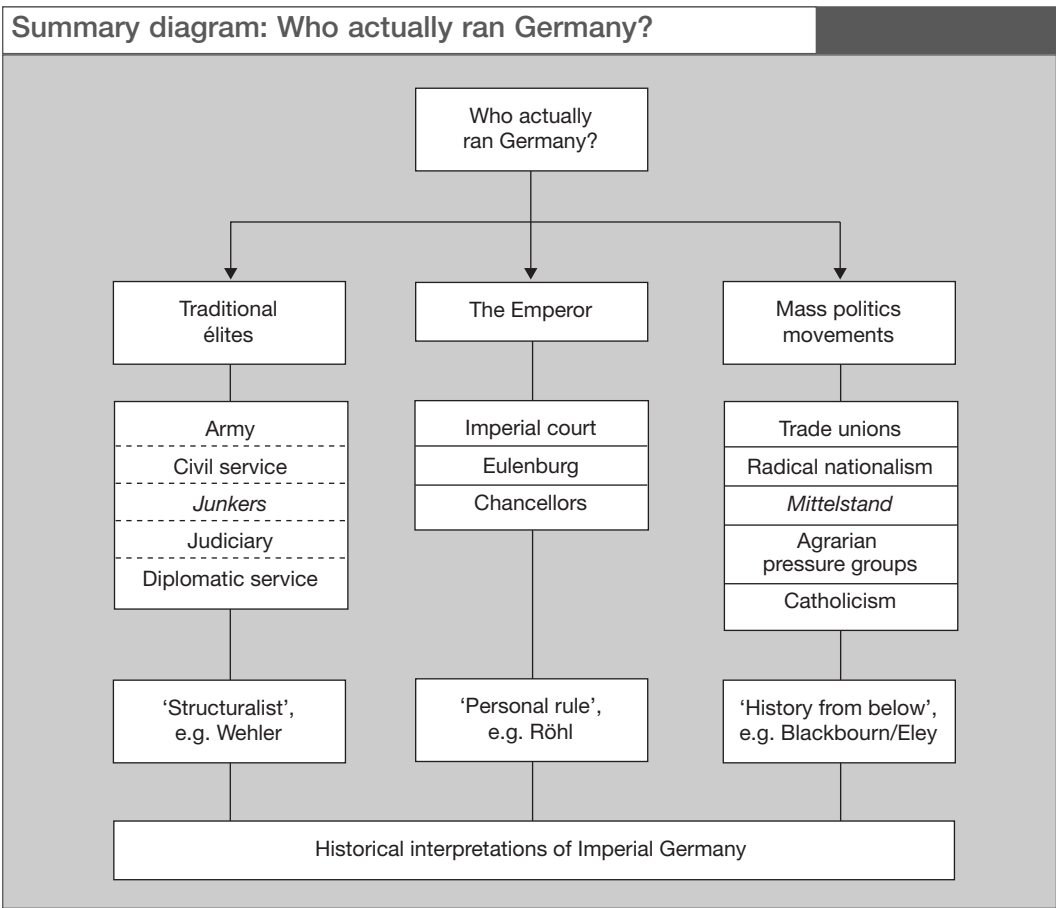 Summary diagram: Who actually ran Germany?
Who actually
ran Germany?
Traditional
élites
The Emperor
Mass politics
movements
Army
Civil service
Junkers
Judiciary
Diplomatic service
Imperial court
Eulenburg
Chancellors
Trade unions
Radical nationalism
Mittelstand
Agrarian
pressure groups
Catholicism
‘Structuralist’,
e.g. Wehler
‘Personal rule’,
e.g. Röhl
‘History from below’,
e.g. Blackbourn/Eley
Historical interpretations of Imperial Germany